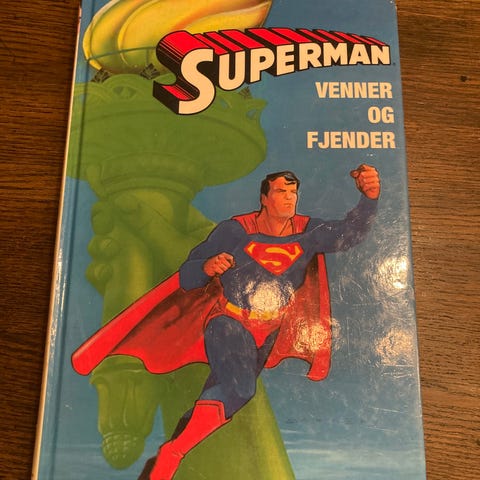 SUPERMAN
VENNER
OG
FJENDER
S